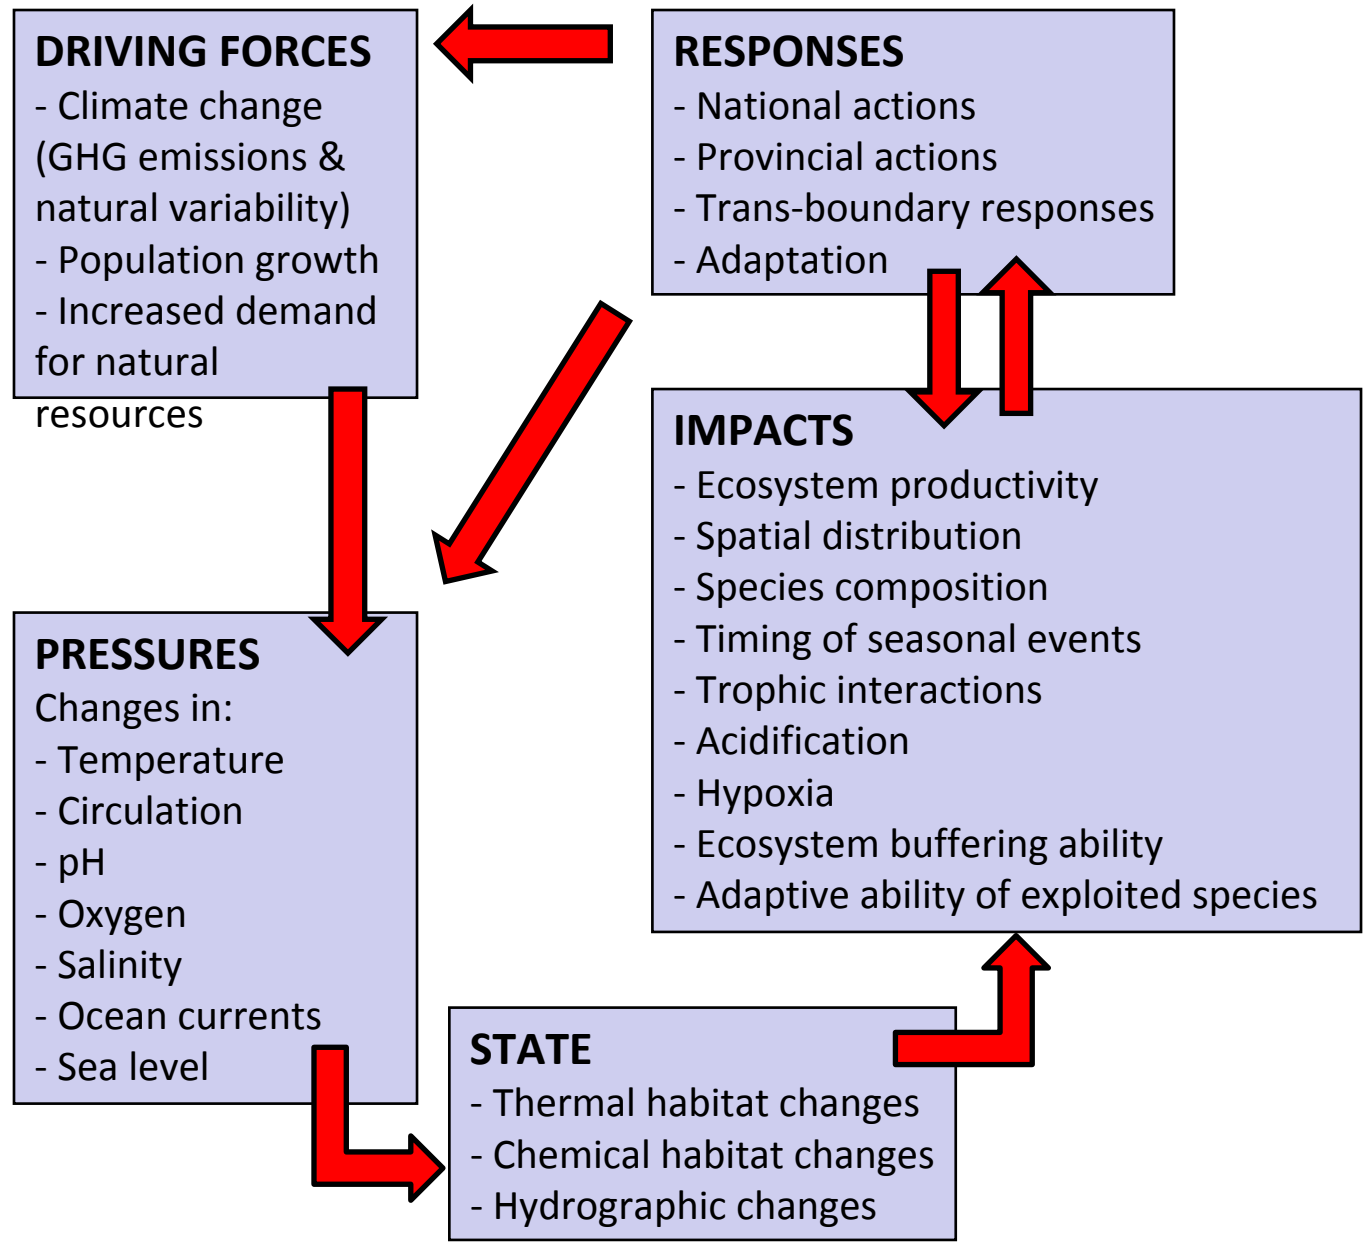 DRIVING FORCES
- Climate change
(GHG emissions &
natural variability)
- Population growth
- Increased demand
for natural
resources
RESPONSES
- National actions
- Provincial actions
- Trans-boundary responses
- Adaptation
IMPACTS
- Ecosystem productivity
- Spatial distribution
- Species composition
- Timing of seasonal events
- Trophic interactions
- Acidification
- Hypoxia
- Ecosystem buffering ability
- Adaptive ability of exploited species
PRESSURES
Changes in:
- Temperature
- Circulation
- pH
- Oxygen
- Salinity
- Ocean currents
- Sea level
STATE
- Thermal habitat changes
- Chemical habitat changes
- Hydrographic changes